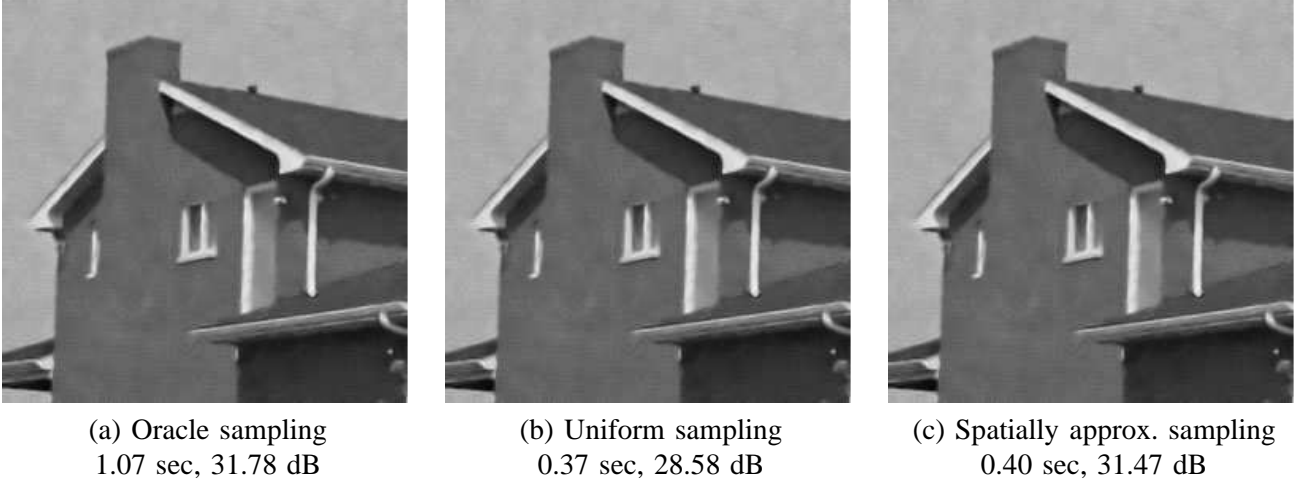 (a) Oracle sampling
1.07 sec, 31.78 dB
(b) Uniform sampling
0.37 sec, 28.58 dB
(c) Spatially approx. sampling
0.40 sec, 31.47 dB